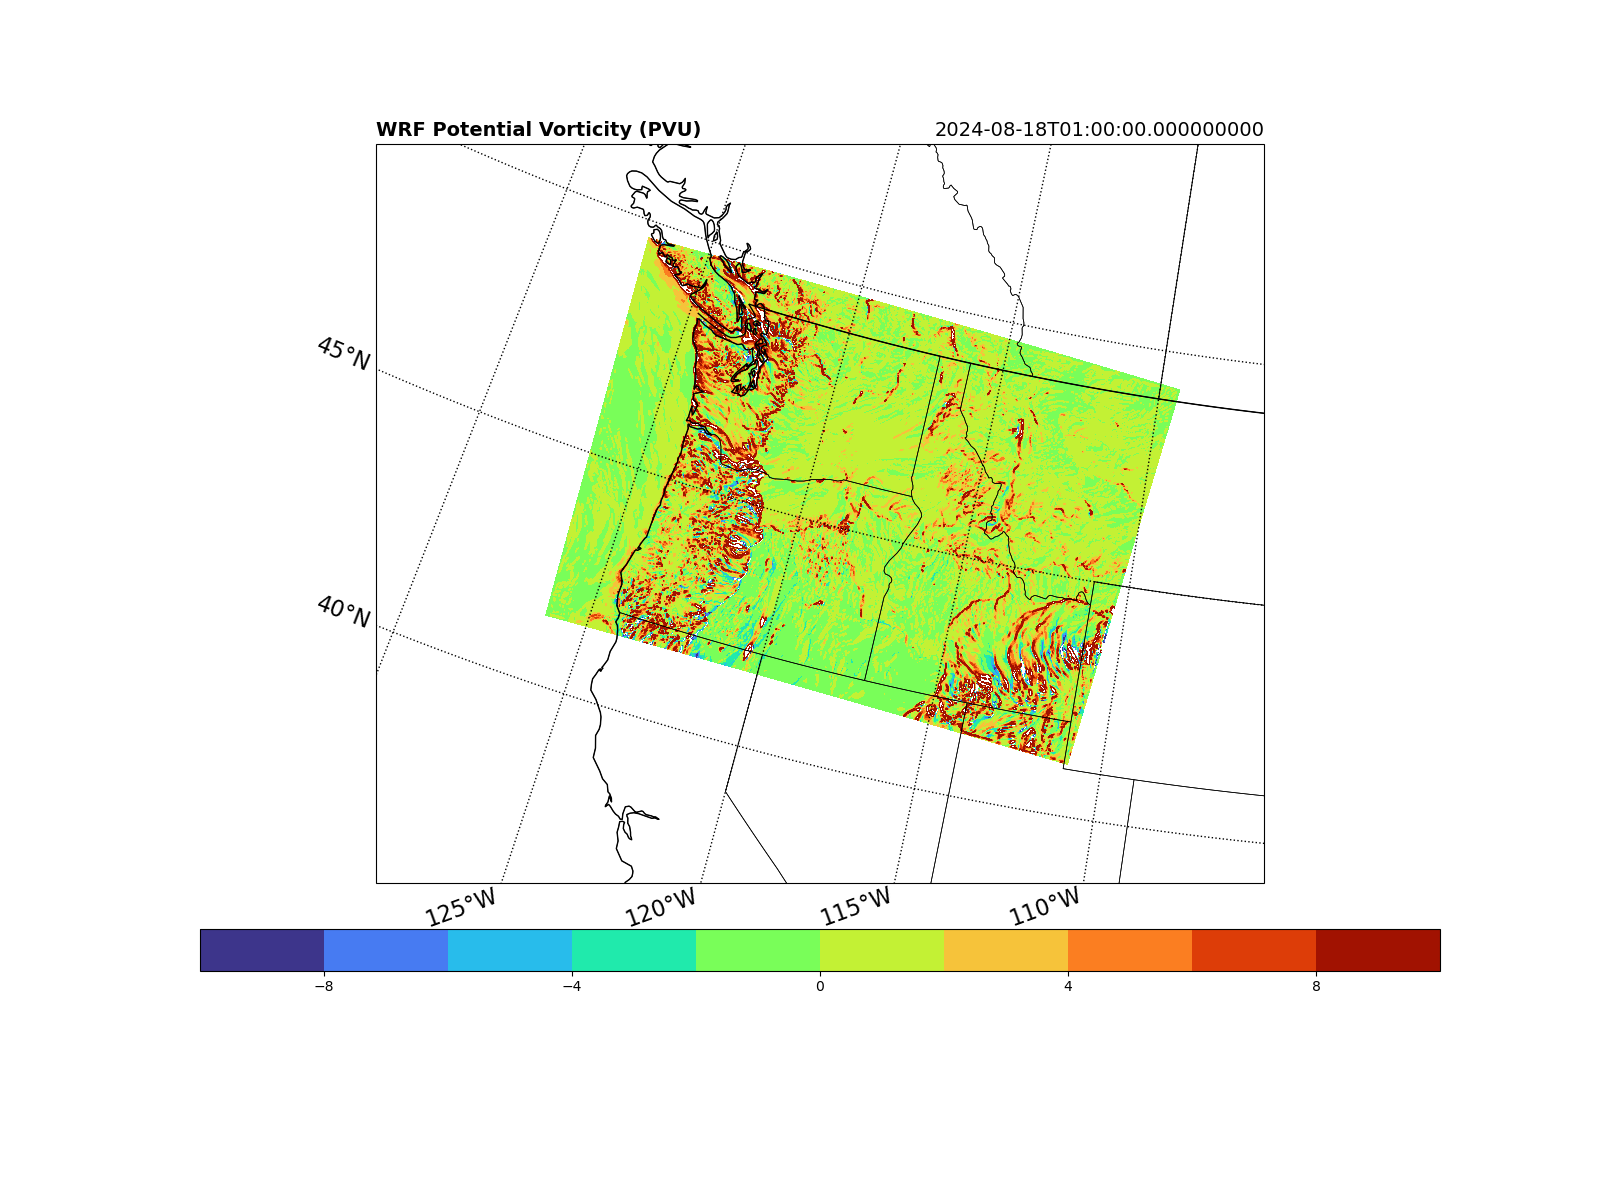 WRF Potential Vorticity (PVU) 2024-08-18T01:00:00.000000000
45°N
40°N
125°W 120°W 115°W 110°W
−8 −4 0 4 8